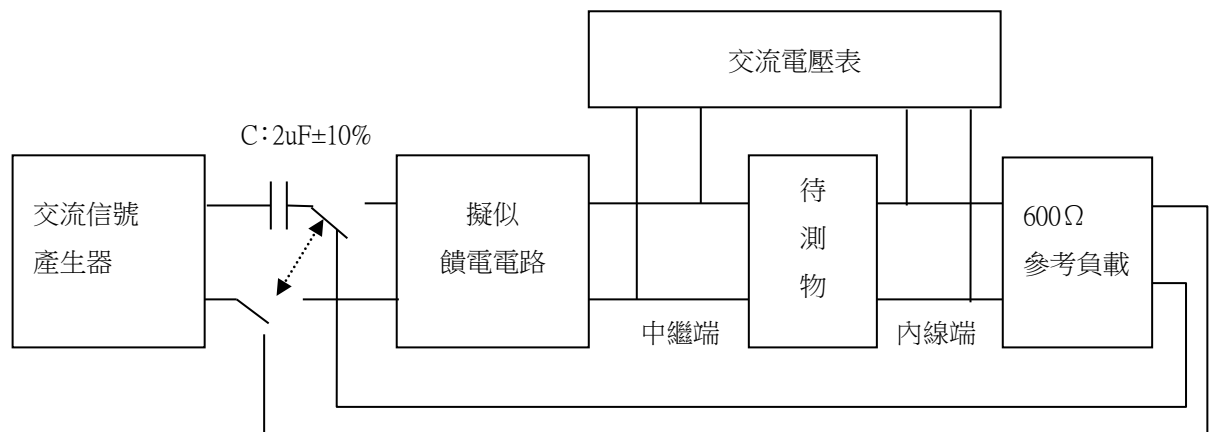 交流電壓表
C:2uF±10%
交流信號
產生器
擬似
饋電電路
待
測
物
600Ω
參考負載
中繼端
內線端